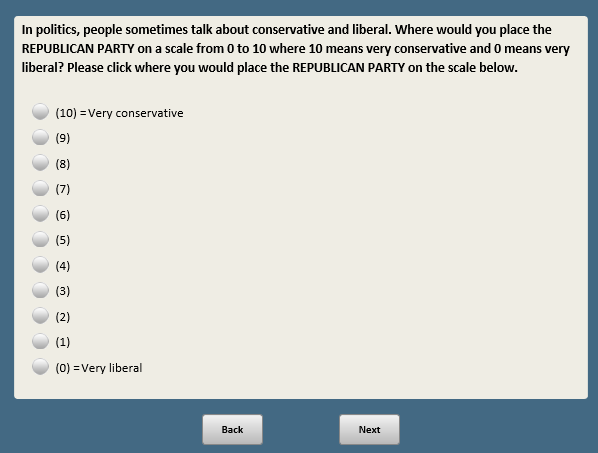 In politics, people sometimes talk about conservative and liberal. Where would you place the
REPUBLICAN PARTY on a scale from 0 to 10 where 10 means very conservative and 0 means very
liberal? Please click where you would place the REPUBLICAN PARTY on the scale below.
(10) =Very conservative
(9)
(8)
(7)
(6)
(5)
(4)
(3)
(2)
(1)
(0) =Very liberal
Back Next